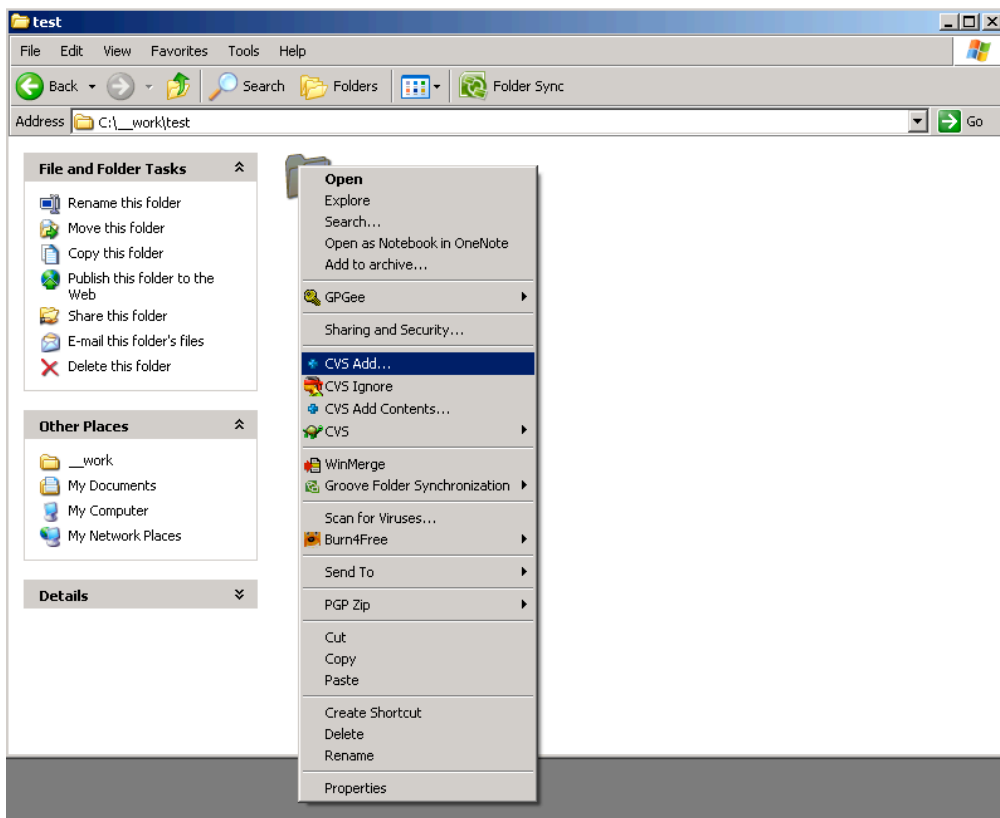 test
File Edit View Favorites Tools Help
Back Search Folders Folder Sync
Address C:\__work\test Go
File and Folder Tasks
Rename this folder
Move this folder
Copy this folder
Publish this folder to the
Web
Share this folder
E-mail this folder's files
Delete this folder
Other Places
__work
My Documents
My Computer
My Network Places
Details
Open
Explore
Search...
Open as Notebook in OneNote
Add to archive...
GPGee
Sharing and Security...
CVS Add...
CVS Ignore
CVS Add Contents...
CVS
WinMerge
Groove Folder Synchronization
Scan for Viruses...
Burn4Free
Send To
PGP Zip
Cut
Copy
Paste
Create Shortcut
Delete
Rename
Properties